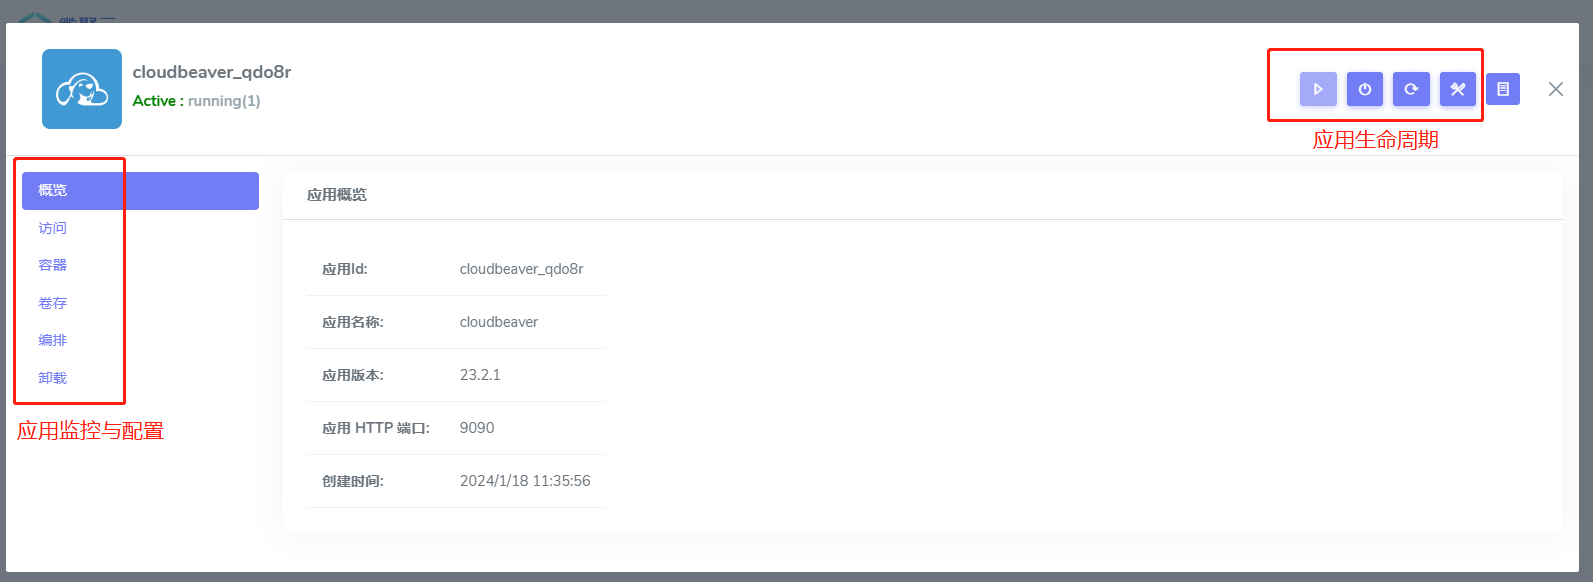 cloudbeaver_qdo8r
Active : running(1)
应用生命周期
概览
访问
容器
卷存
编排
卸载
应用监控与配置
应用概览
应用Id: cloudbeaver_qdo8r
应用名称: cloudbeaver
应用版本: 23.2.1
应用 HTTP 端口: 9090
创建时间: 2024/1/18 11:35:56